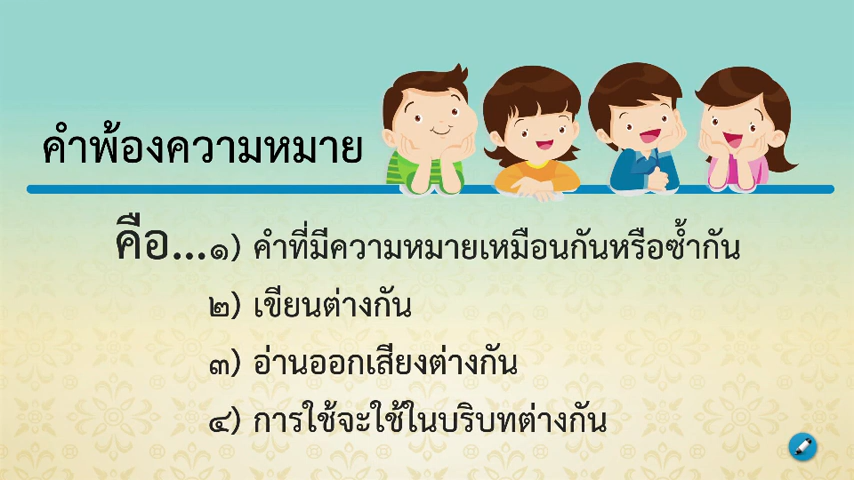 คำพ้องความหมาย
คือ...๑) คำที่มีความหมายเหมือนกันหรือซ้ำกัน
๒) เขียนต่างกัน
๓) อ่านออกเสียงต่างกัน
๔) การใช้จะใช้ในบริบทต่างกัน